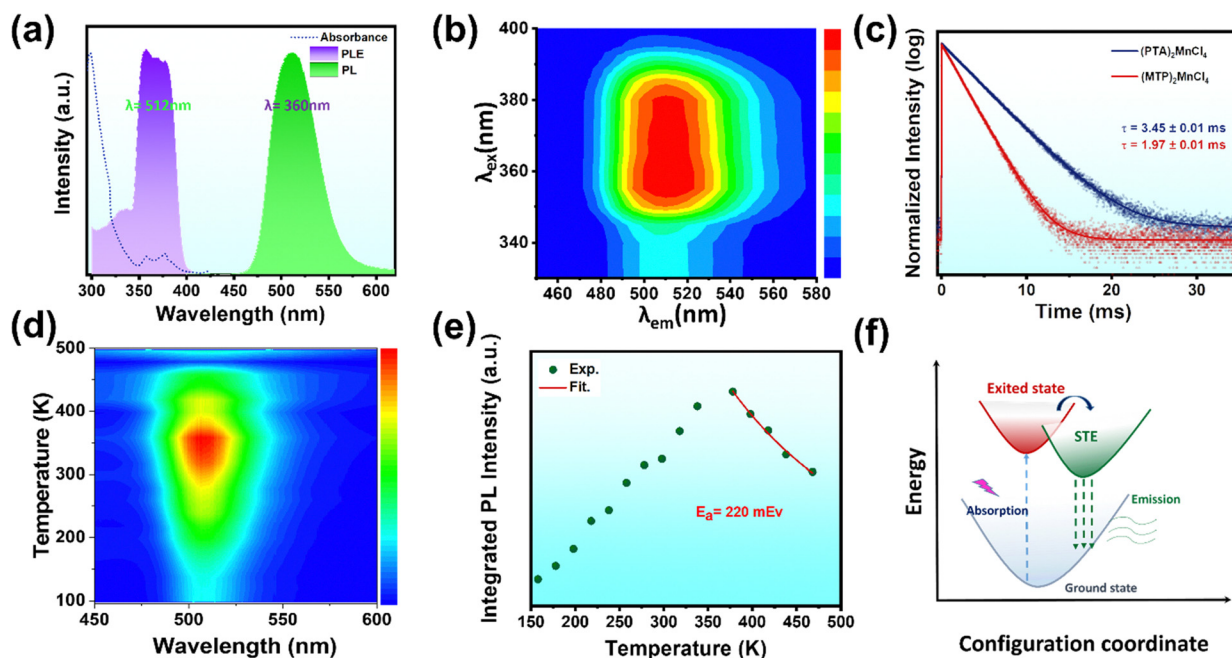 (a)
Absorbance
PLE
PL
λ= 512nm
λ= 360nm
Intensity (a.u.)
300 350 400 450 500 550 600
Wavelength (nm)
(b)
400
380
360
340
λex(nm)
460 480 500 520 540 560 580
λem(nm)
(c)
(PTA)₂MnCl₄
(MTP)₂MnCl₄
τ = 3.45 ± 0.01 ms
τ = 1.97 ± 0.01 ms
Normalized Intensity (log)
0 10 20 30
Time (ms)
(d)
500
400
300
200
100
Temperature (K)
450 500 550 600
Wavelength (nm)
(e)
Exp.
Fit.
Eₐ= 220 mEv
Integrated PL Intensity (a.u.)
150 200 250 300 350 400 450 500
Temperature (K)
(f)
Exited state
STE
Absorption
Emission
Ground state
Energy
Configuration coordinate